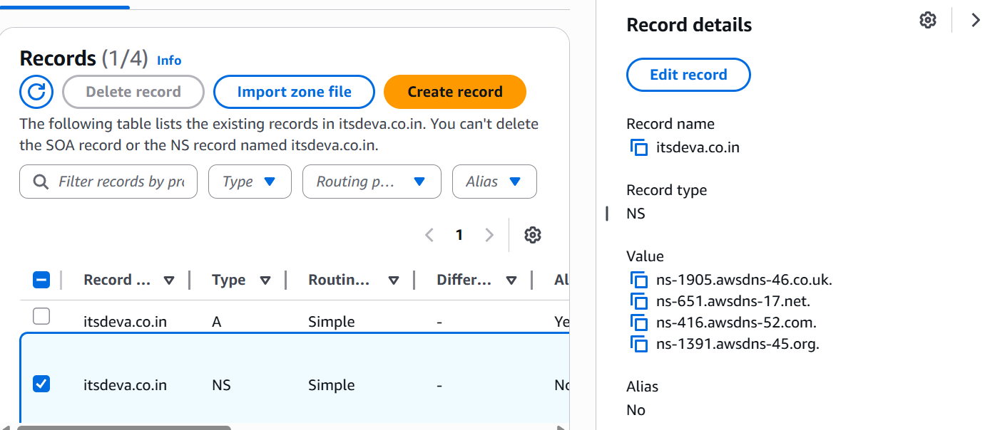 Records (1/4) Info
Delete record
Import zone file
Create record
The following table lists the existing records in itsdeva.co.in. You can't delete
the SOA record or the NS record named itsdeva.co.in.
Filter records by pr
Type
Routing p...
Alias
1
Record ... Type Routin... Differ... Al
itsdeva.co.in A Simple - Ye
itsdeva.co.in NS Simple - No
Record details
Edit record
Record name
itsdeva.co.in
Record type
NS
Value
ns-1905.awsdns-46.co.uk.
ns-651.awsdns-17.net.
ns-416.awsdns-52.com.
ns-1391.awsdns-45.org.
Alias
No